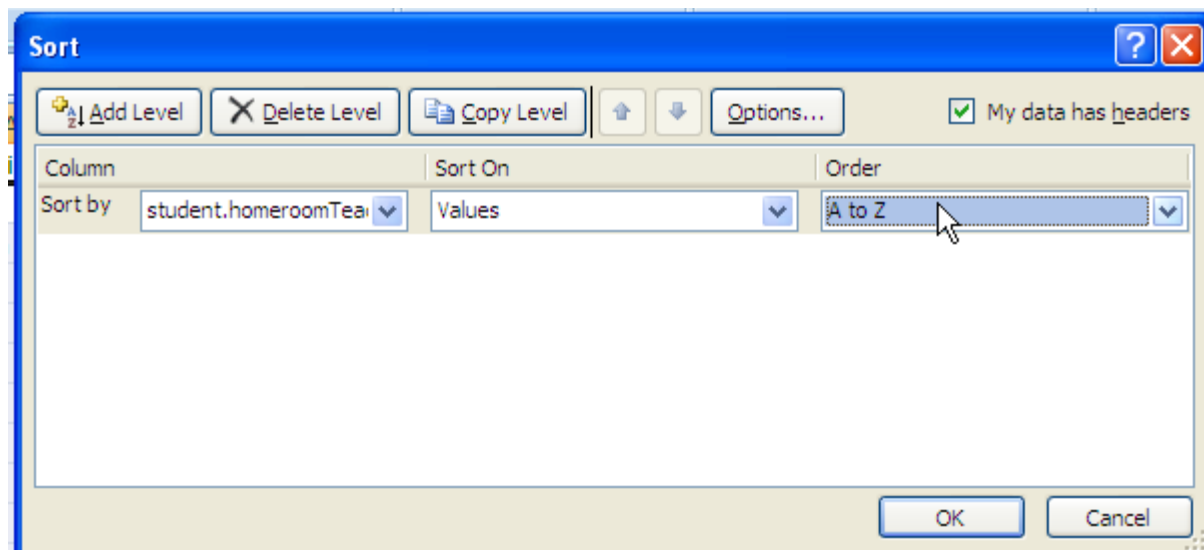 Sort
Add Level Delete Level Copy Level Options... My data has headers
Column Sort On Order
Sort by student.homeroomTea Values A to Z
OK Cancel